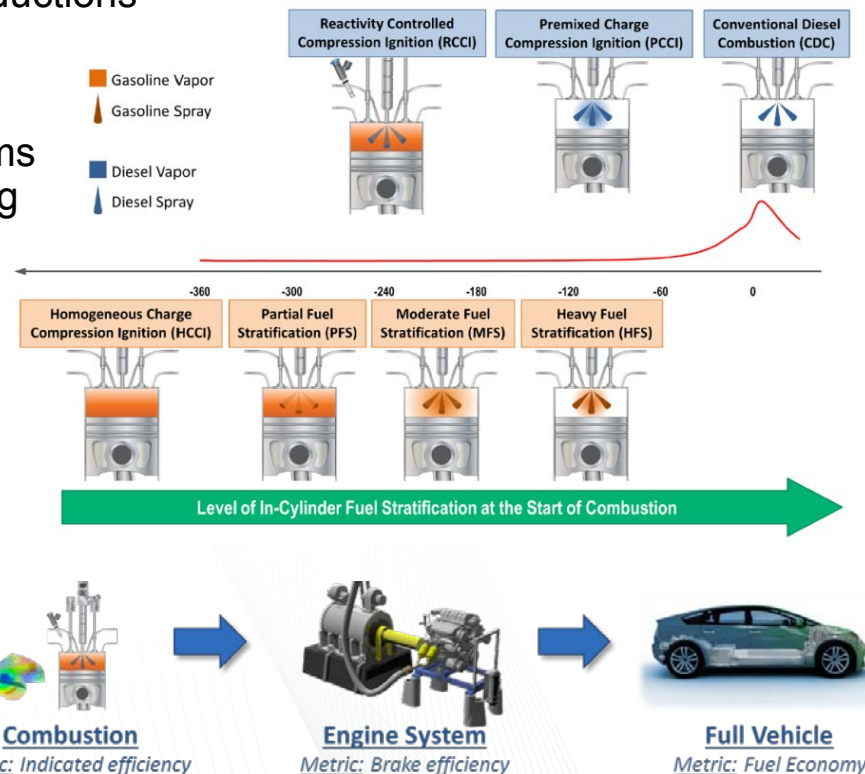 ductions
Reactivity Controlled
Compression Ignition (RCCI)
Premixed Charge
Compression Ignition (PCCI)
Conventional Diesel
Combustion (CDC)
Gasoline Vapor
Gasoline Spray
ms
Diesel Vapor
g
Diesel Spray
-360 -300 -240 -180 -120 -60 0
Homogeneous Charge
Compression Ignition (HCCI)
Partial Fuel
Stratification (PFS)
Moderate Fuel
Stratification (MFS)
Heavy Fuel
Stratification (HFS)
Level of In-Cylinder Fuel Stratification at the Start of Combustion
Combustion
ic: Indicated efficiency
Engine System
Metric: Brake efficiency
Full Vehicle
Metric: Fuel Economy